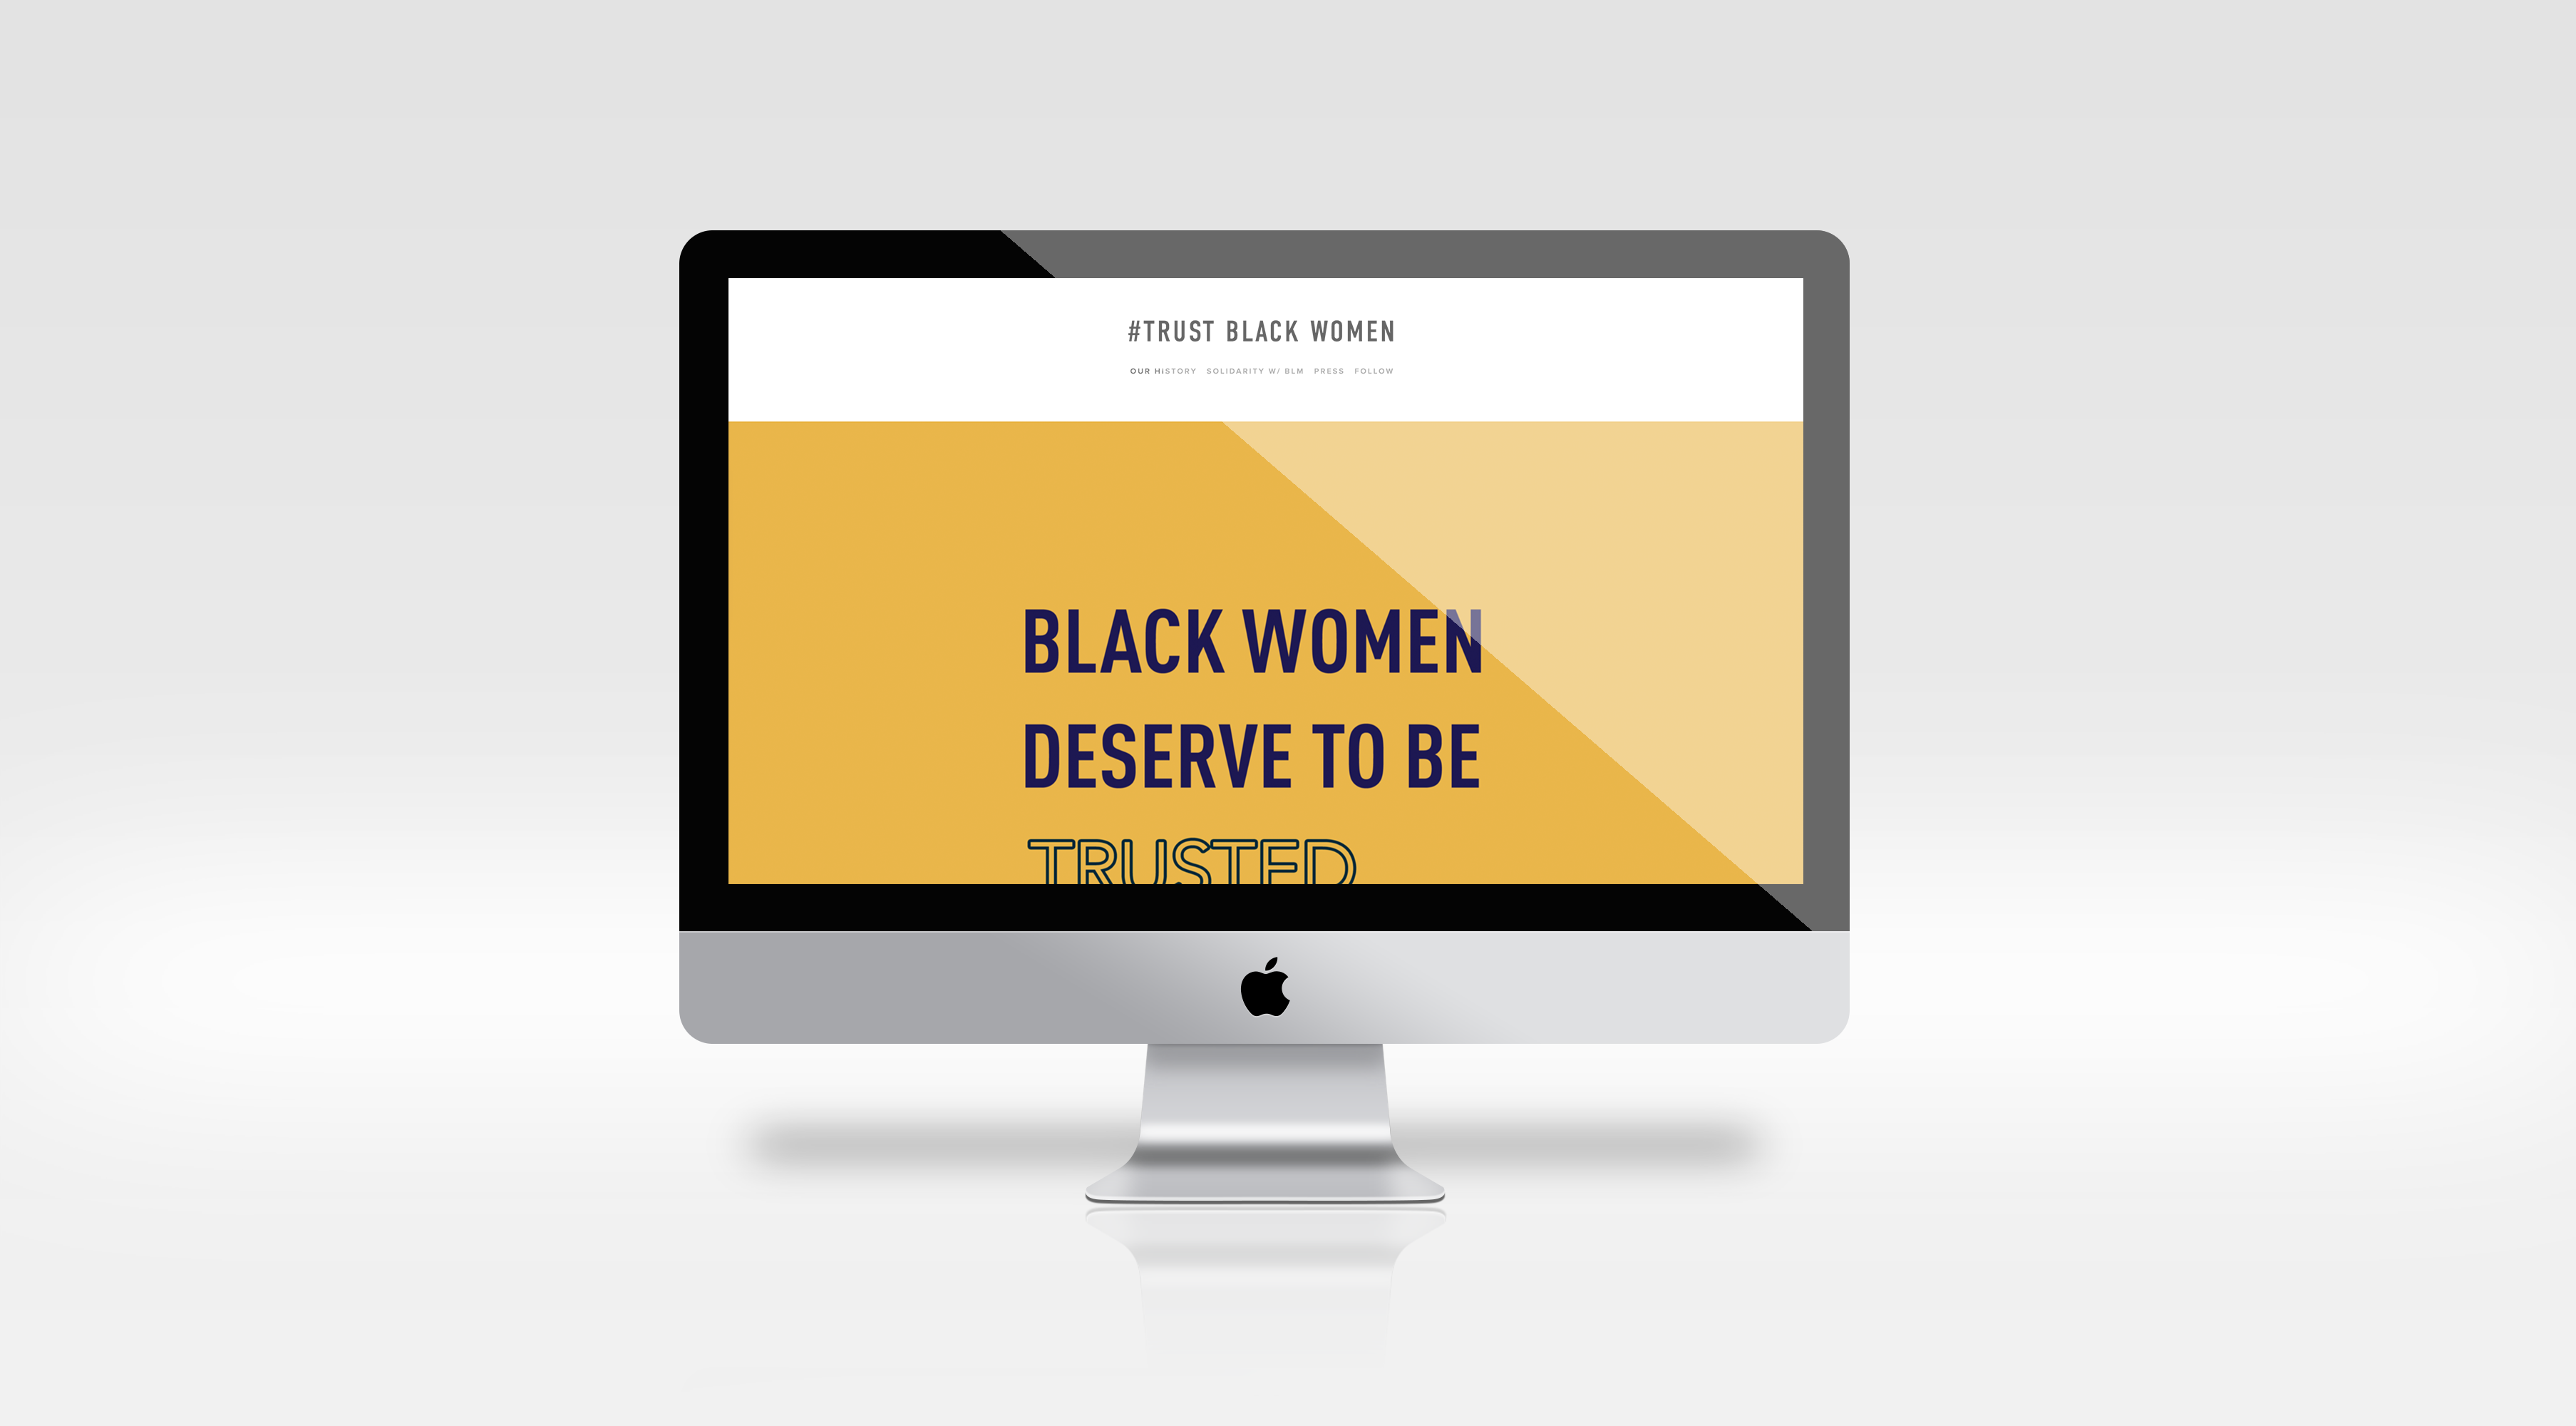 #TRUST BLACK WOMEN
OUR HiSTORY SOLIDARITY W/ BLM PRESS FOLLOW
BLACK WOMEN
DESERVE TO BE
TRUSTED